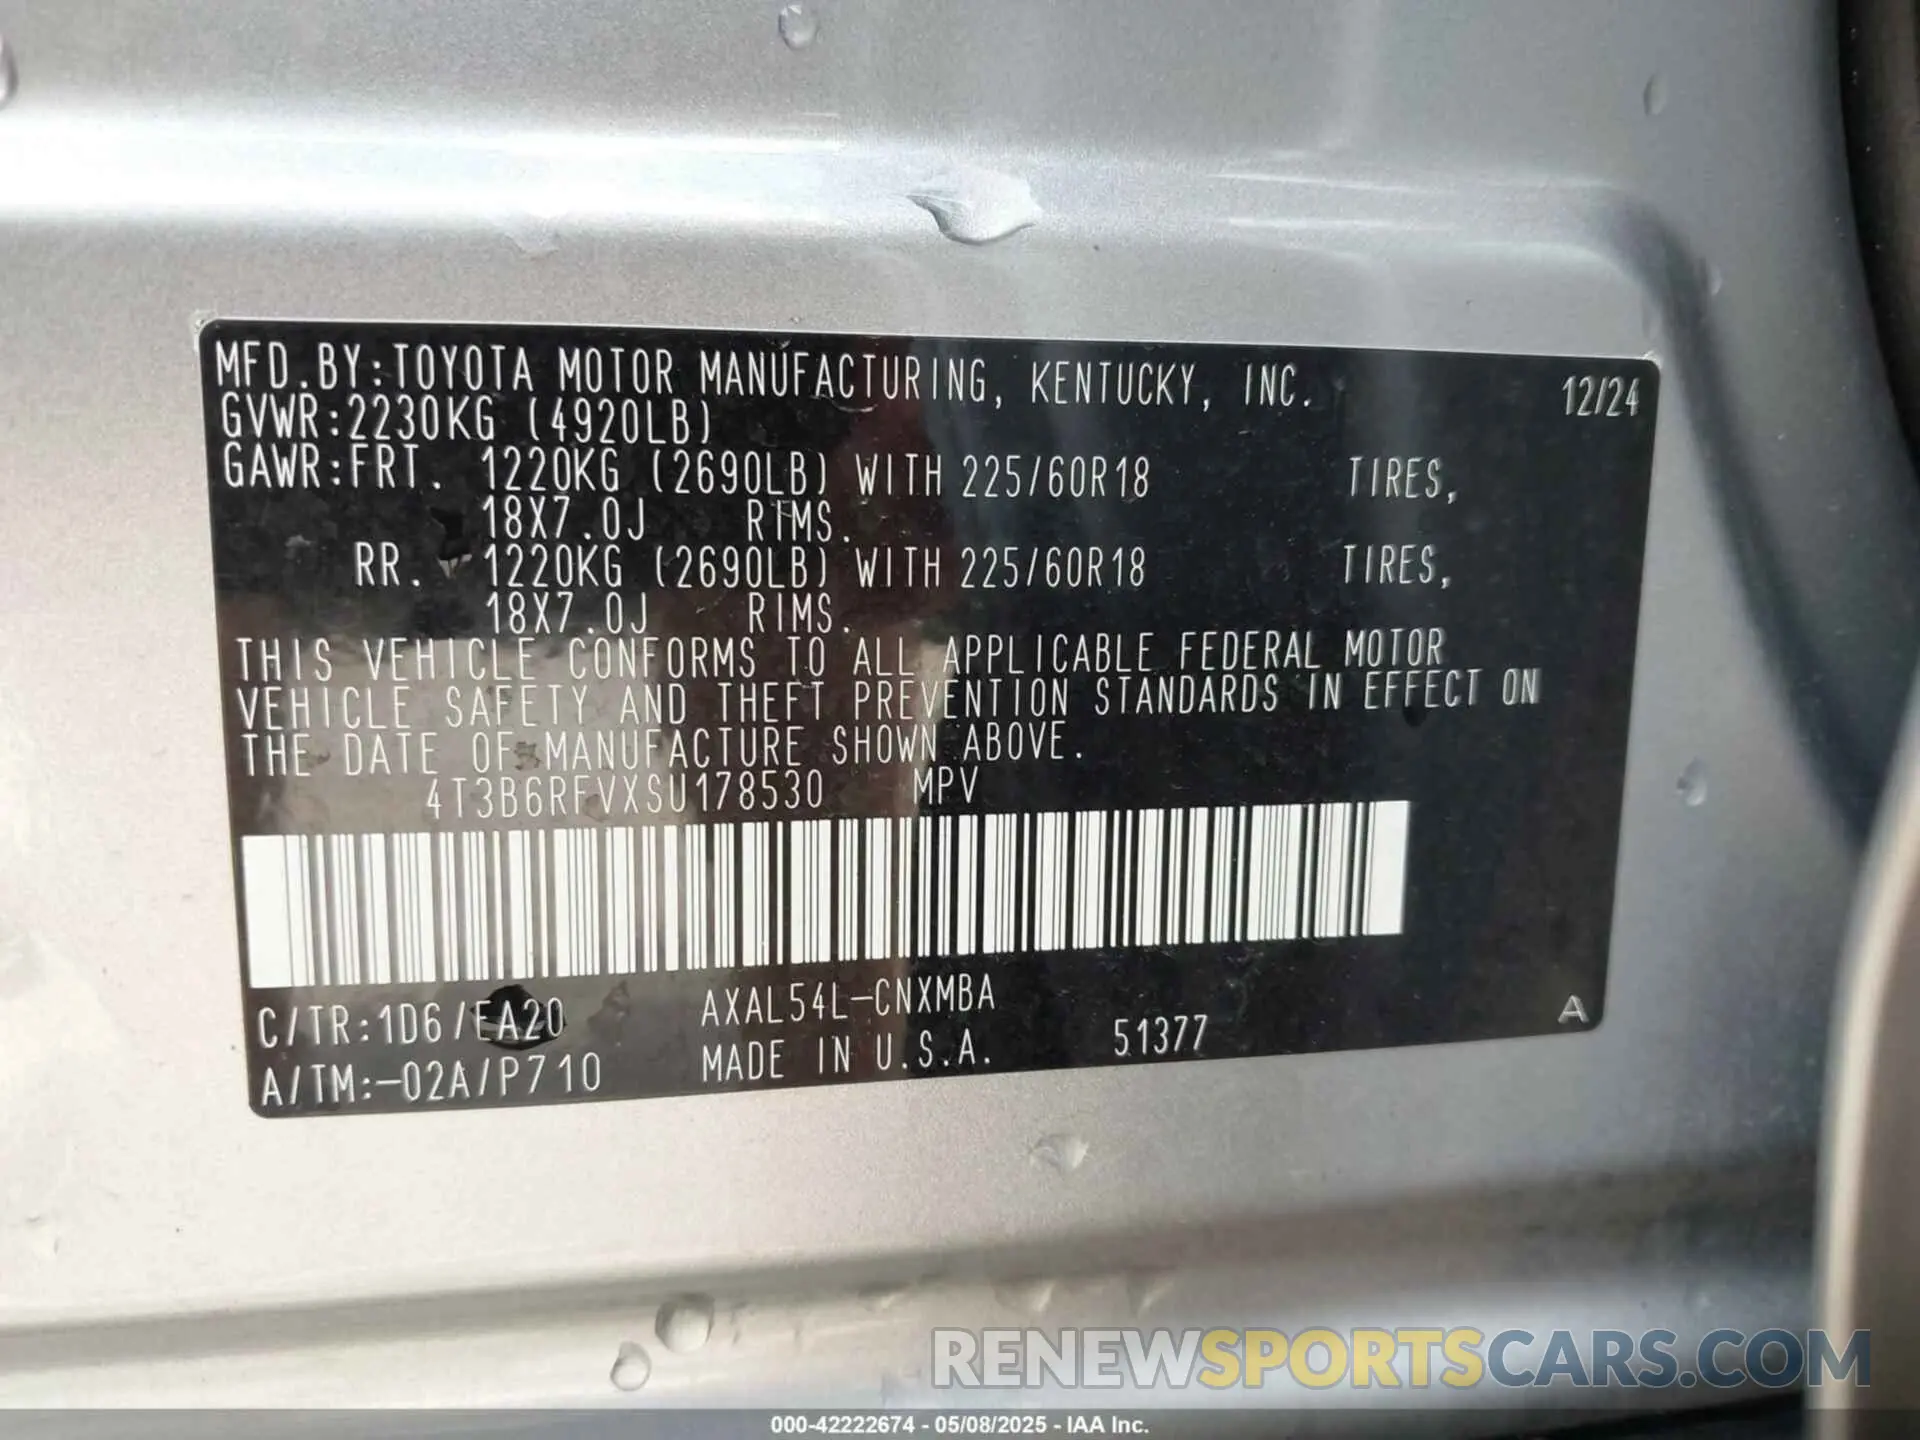 MFD.BY:TOYOTA MOTOR MANUFACTURING, KENTUCKY, INC. 12/24
GVWR:2230KG (4920LB)
GAWR:FRT. 1220KG (2690LB) WITH 225/60R18 TIRES,
18X7.0J RIMS.
RR. 1220KG (2690LB) WITH 225/60R18 TIRES,
18X7.0J RIMS.
THIS VEHICLE CONFORMS TO ALL APPLICABLE FEDERAL MOTOR
VEHICLE SAFETY AND THEFT PREVENTION STANDARDS IN EFFECT ON
THE DATE OF MANUFACTURE SHOWN ABOVE.
4T3B6RFVXSU178530 MPV
C/TR:1D6/EA20 AXAL54L-CNXMBA A
A/TM:-02A/P710 MADE IN U.S.A. 51377
RENEWSPORTSCARS.COM
000-42222674 - 05/08/2025 - IAA Inc.